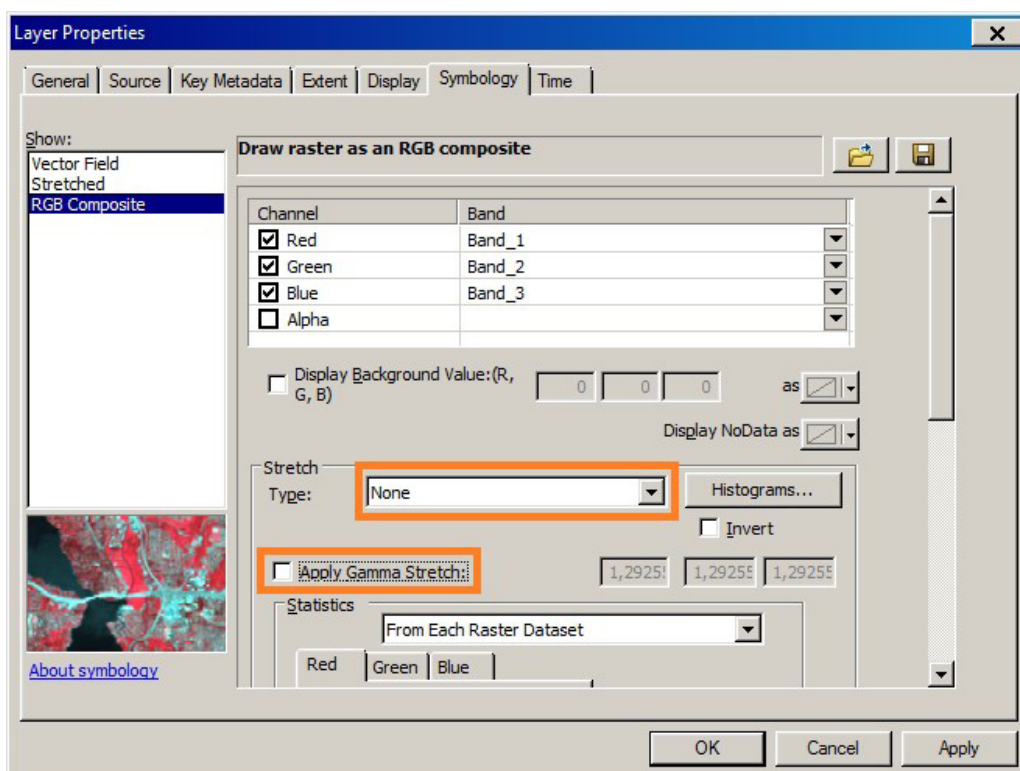 Layer Properties
General Source Key Metadata Extent Display Symbology Time
Show:
Vector Field
Stretched
RGB Composite
Draw raster as an RGB composite
Channel Band
Red Band_1
Green Band_2
Blue Band_3
Alpha
Display Background Value:(R,
G, B) 0 0 0 as
Display NoData as
Stretch
Type: None Histograms...
Invert
Apply Gamma Stretch: 1,29255 1,29255 1,29255
Statistics
From Each Raster Dataset
Red Green Blue
About symbology
OK Cancel Apply